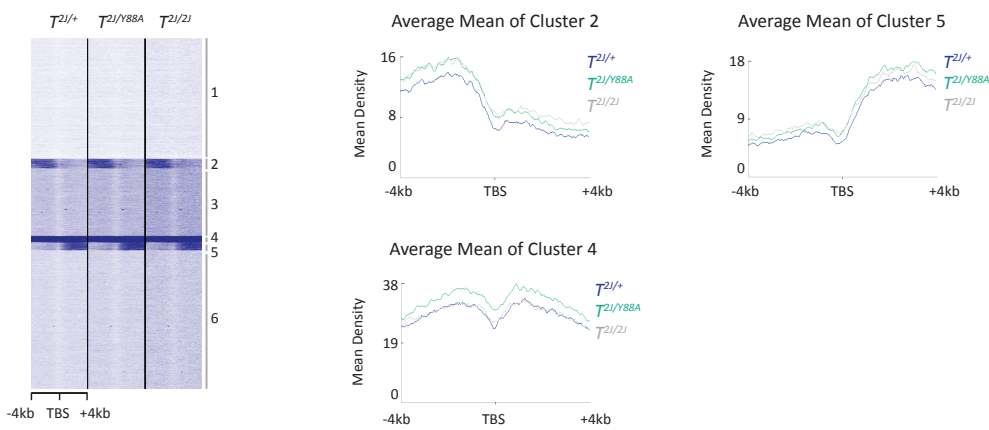 T2J/+ T2J/Y88A T2J/2J
1
2
3
4
5
6
-4kb TBS +4kb
Average Mean of Cluster 2
Mean Density
16
8
0
-4kb TBS +4kb
T2J/+
T2J/Y88A
T2J/2J
Average Mean of Cluster 5
Mean Density
18
9
0
-4kb TBS +4kb
T2J/+
T2J/Y88A
T2J/2J
Average Mean of Cluster 4
Mean Density
38
19
0
-4kb TBS +4kb
T2J/+
T2J/Y88A
T2J/2J